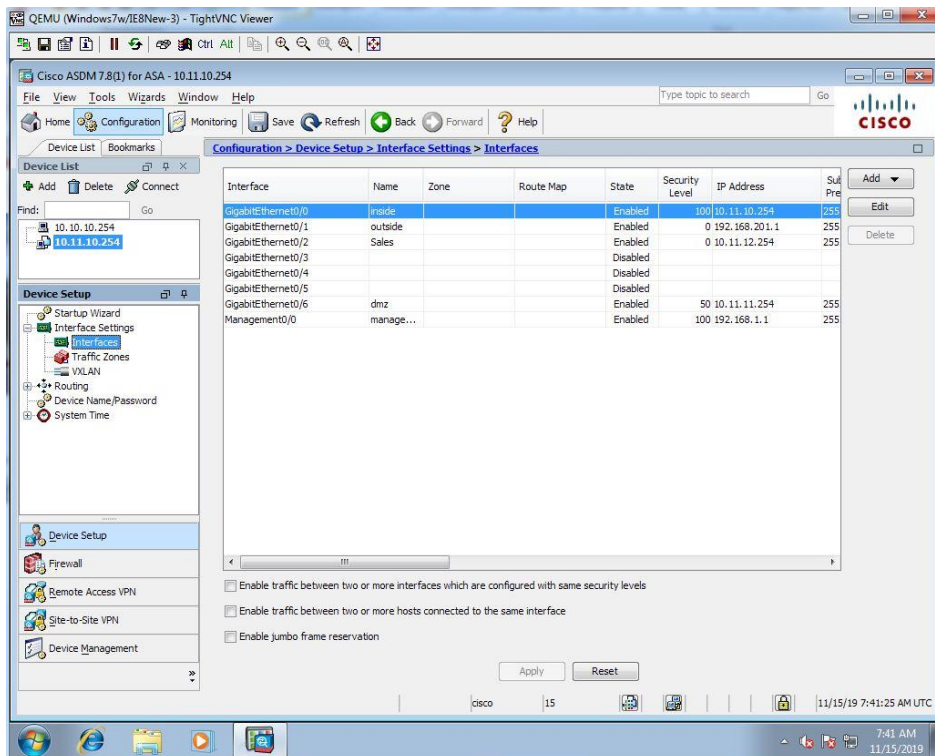 QEMU (Windows7w/IE8New-3) - TightVNC Viewer
Ctrl Alt
Cisco ASDM 7.8(1) for ASA - 10.11.10.254
File View Tools Wizards Window Help
Type topic to search Go
Home Configuration Monitoring Save Refresh Back Forward Help
CISCO
Device List Bookmarks
Configuration > Device Setup > Interface Settings > Interfaces
Device List
Add Delete Connect
Find: Go
10.10.10.254
10.11.10.254
Device Setup
Startup Wizard
Interface Settings
Interfaces
Traffic Zones
VXLAN
Routing
Device Name/Password
System Time
Device Setup
Firewall
Remote Access VPN
Site-to-Site VPN
Device Management
Interface Name Zone Route Map State Security Level IP Address Sub Pre
GigabitEthernet0/0 inside Enabled 100 10.11.10.254 255
GigabitEthernet0/1 outside Enabled 0 192.168.201.1 255
GigabitEthernet0/2 Sales Enabled 0 10.11.12.254 255
GigabitEthernet0/3 Disabled
GigabitEthernet0/4 Disabled
GigabitEthernet0/5 Disabled
GigabitEthernet0/6 dmz Enabled 50 10.11.11.254 255
Management0/0 manage... Enabled 100 192.168.1.1 255
Add
Edit
Delete
Enable traffic between two or more interfaces which are configured with same security levels
Enable traffic between two or more hosts connected to the same interface
Enable jumbo frame reservation
Apply Reset
cisco 15 11/15/19 7:41:25 AM UTC
7:41 AM
11/15/2019